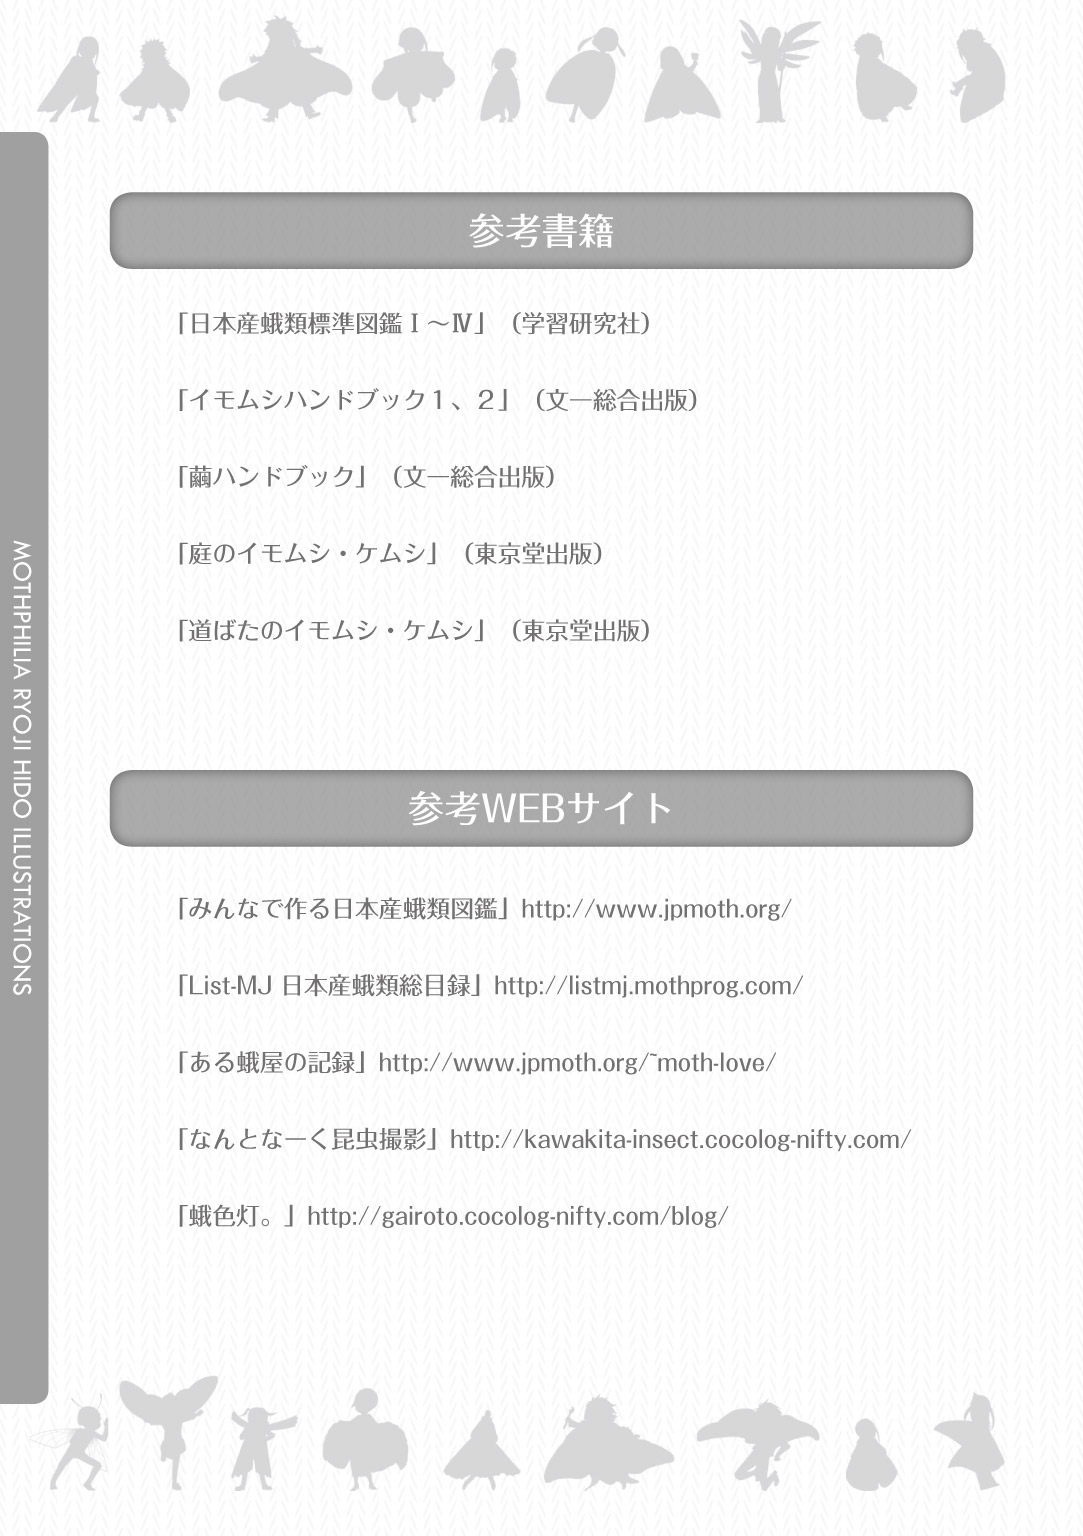 参考書籍
「日本産蛾類標準図鑑Ⅰ～Ⅳ」（学習研究社）
「イモムシハンドブック１、２」（文一総合出版）
「繭ハンドブック」（文一総合出版）
「庭のイモムシ・ケムシ」（東京堂出版）
「道ばたのイモムシ・ケムシ」（東京堂出版）
MOTHPHILIA RYOJI HIDO ILLUSTRATIONS
参考WEBサイト
「みんなで作る日本産蛾類図鑑」http://www.jpmoth.org/
「List-MJ 日本産蛾類総目録」http://listmj.mothprog.com/
「ある蛾屋の記録」http://www.jpmoth.org/~moth-love/
「なんとなーく昆虫撮影」http://kawakita-insect.cocolog-nifty.com/
「蛾色灯。」http://gairoto.cocolog-nifty.com/blog/